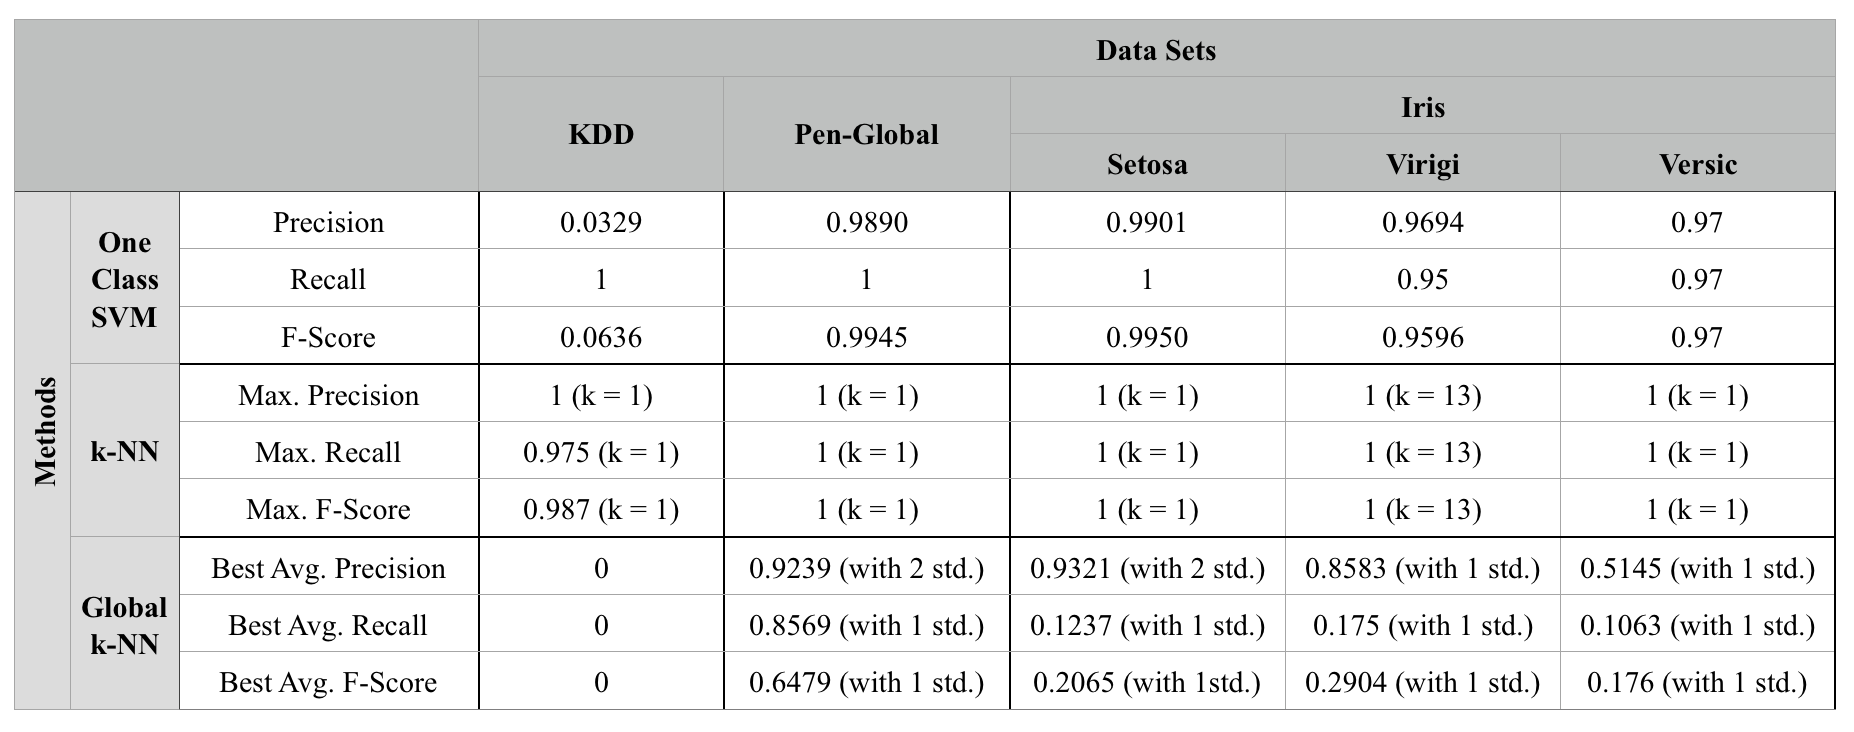 Data Sets
KDD Pen-Global Iris
Setosa Virigi Versic
Methods
One
Class
SVM
Precision 0.0329 0.9890 0.9901 0.9694 0.97
Recall 1 1 1 0.95 0.97
F-Score 0.0636 0.9945 0.9950 0.9596 0.97
k-NN
Max. Precision 1 (k = 1) 1 (k = 1) 1 (k = 1) 1 (k = 13) 1 (k = 1)
Max. Recall 0.975 (k = 1) 1 (k = 1) 1 (k = 1) 1 (k = 13) 1 (k = 1)
Max. F-Score 0.987 (k = 1) 1 (k = 1) 1 (k = 1) 1 (k = 13) 1 (k = 1)
Global
k-NN
Best Avg. Precision 0 0.9239 (with 2 std.) 0.9321 (with 2 std.) 0.8583 (with 1 std.) 0.5145 (with 1 std.)
Best Avg. Recall 0 0.8569 (with 1 std.) 0.1237 (with 1 std.) 0.175 (with 1 std.) 0.1063 (with 1 std.)
Best Avg. F-Score 0 0.6479 (with 1 std.) 0.2065 (with 1std.) 0.2904 (with 1 std.) 0.176 (with 1 std.)